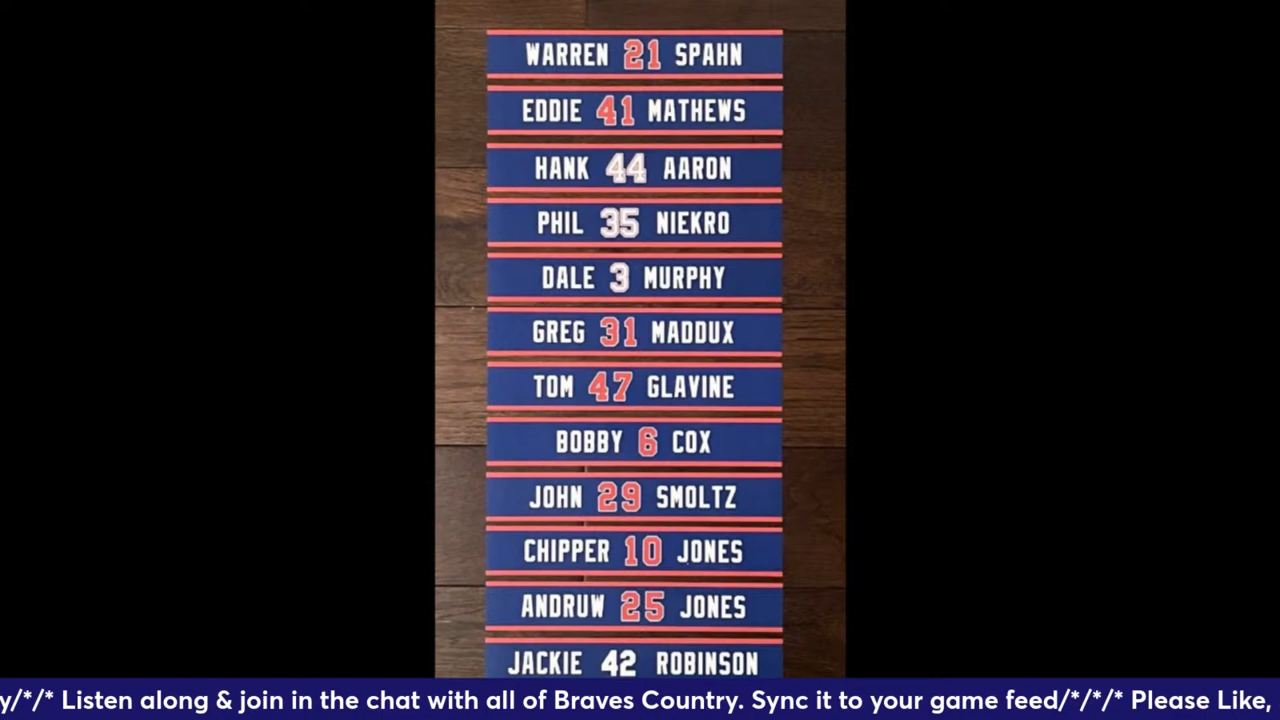 WARREN 21 SPAHN
EDDIE 41 MATHEWS
HANK 44 AARON
PHIL 35 NIEKRO
DALE 3 MURPHY
GREG 31 MADDUX
TOM 47 GLAVINE
BOBBY 6 COX
JOHN 29 SMOLTZ
CHIPPER 10 JONES
ANDRUW 25 JONES
JACKIE 42 ROBINSON
y/*/* Listen along & join in the chat with all of Braves Country. Sync it to your game feed/*/*/* Please Like,